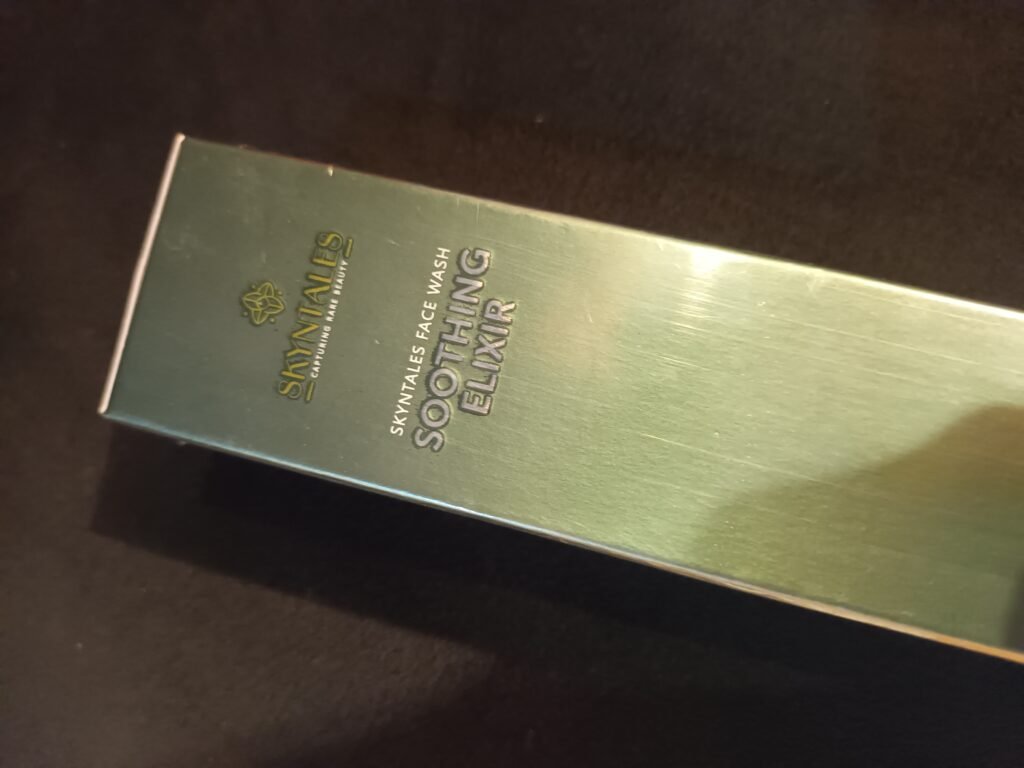 SKYNTALES
CAPTURING RARE BEAUTY
SKYNTALES FACE WASH
SOOTHING
ELIXIR